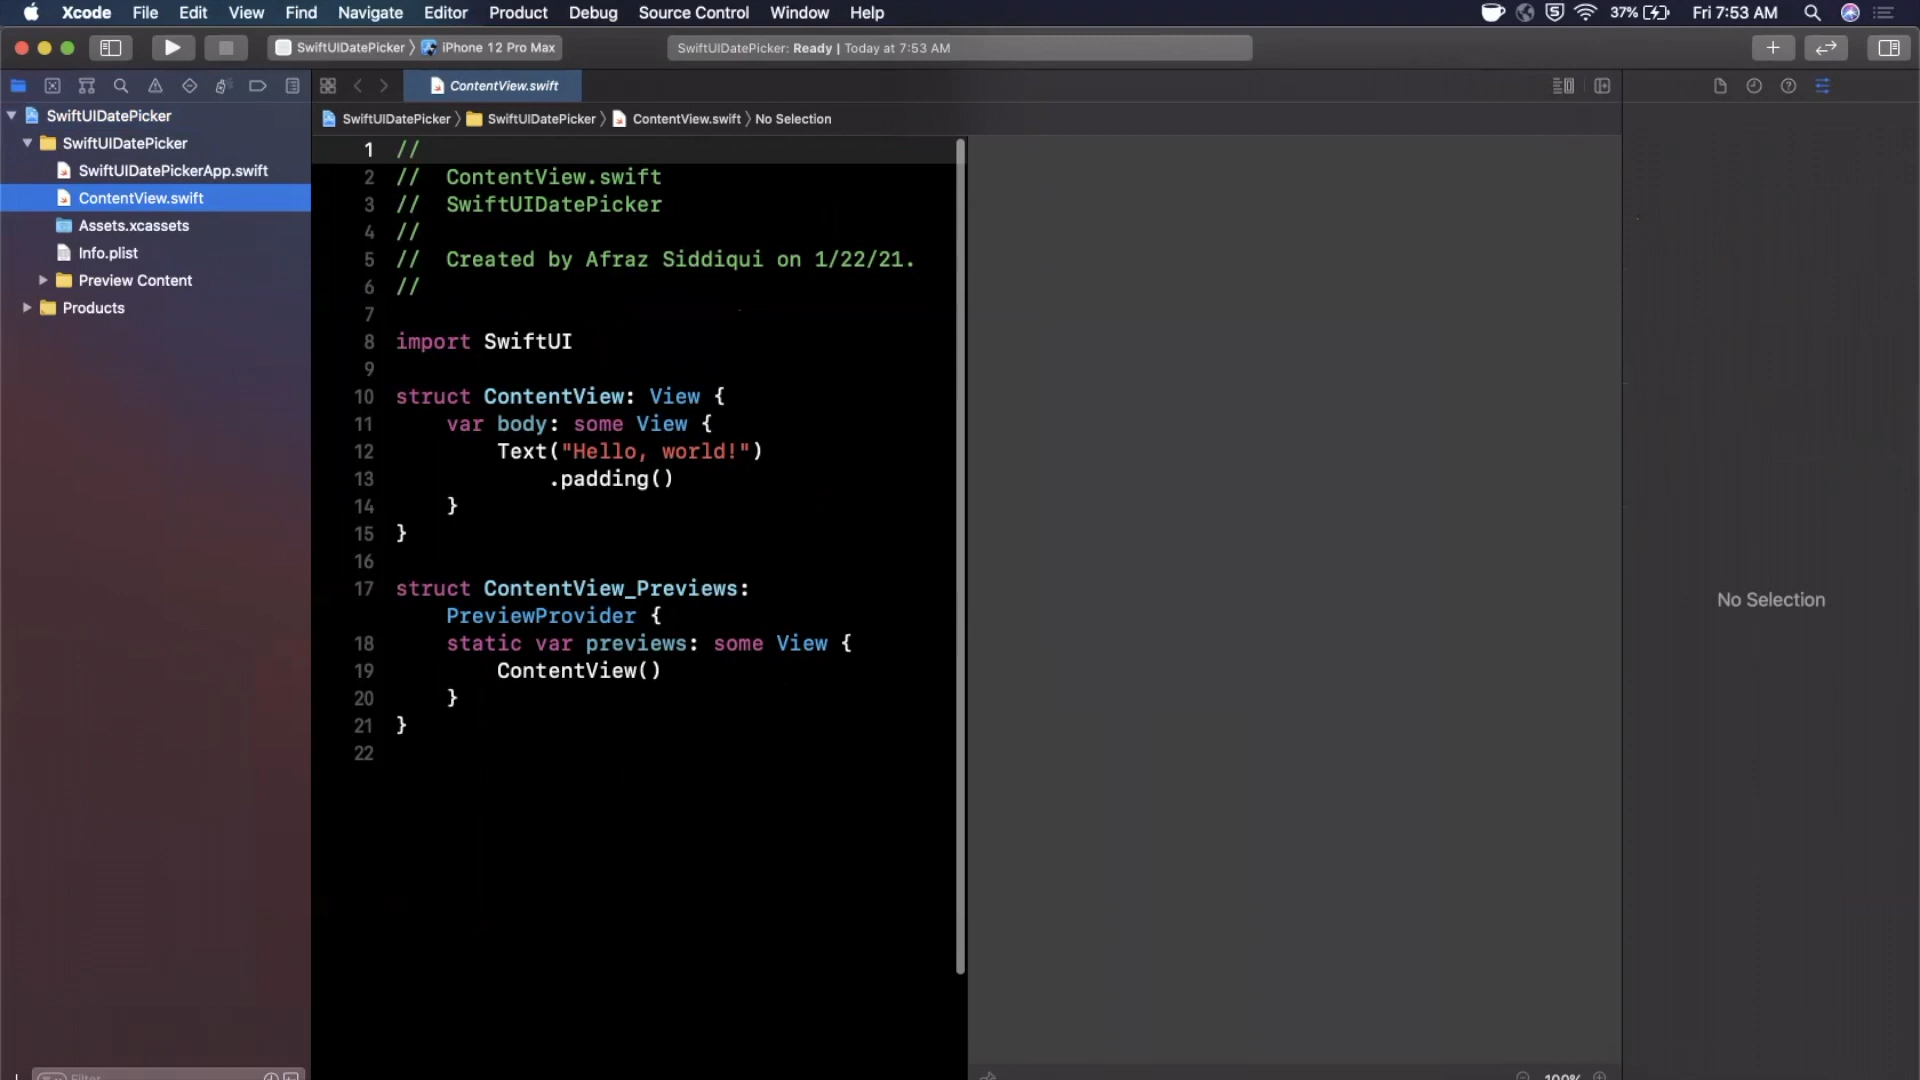 Xcode File Edit View Find Navigate Editor Product Debug Source Control Window Help 37% Fri 7:53 AM
SwiftUIDatePicker 〉 iPhone 12 Pro Max SwiftUIDatePicker: Ready | Today at 7:53 AM
ContentView.swift
SwiftUIDatePicker 〉 SwiftUIDatePicker 〉 ContentView.swift 〉 No Selection
SwiftUIDatePicker
SwiftUIDatePicker
SwiftUIDatePickerApp.swift
ContentView.swift
Assets.xcassets
Info.plist
Preview Content
Products
1 //
2 //  ContentView.swift
3 //  SwiftUIDatePicker
4 //
5 //  Created by Afraz Siddiqui on 1/22/21.
6 //
7
8 import SwiftUI
9
10 struct ContentView: View {
11     var body: some View {
12         Text("Hello, world!")
13             .padding()
14     }
15 }
16
17 struct ContentView_Previews:
    PreviewProvider {
18     static var previews: some View {
19         ContentView()
20     }
21 }
22
No Selection
Filter
100%